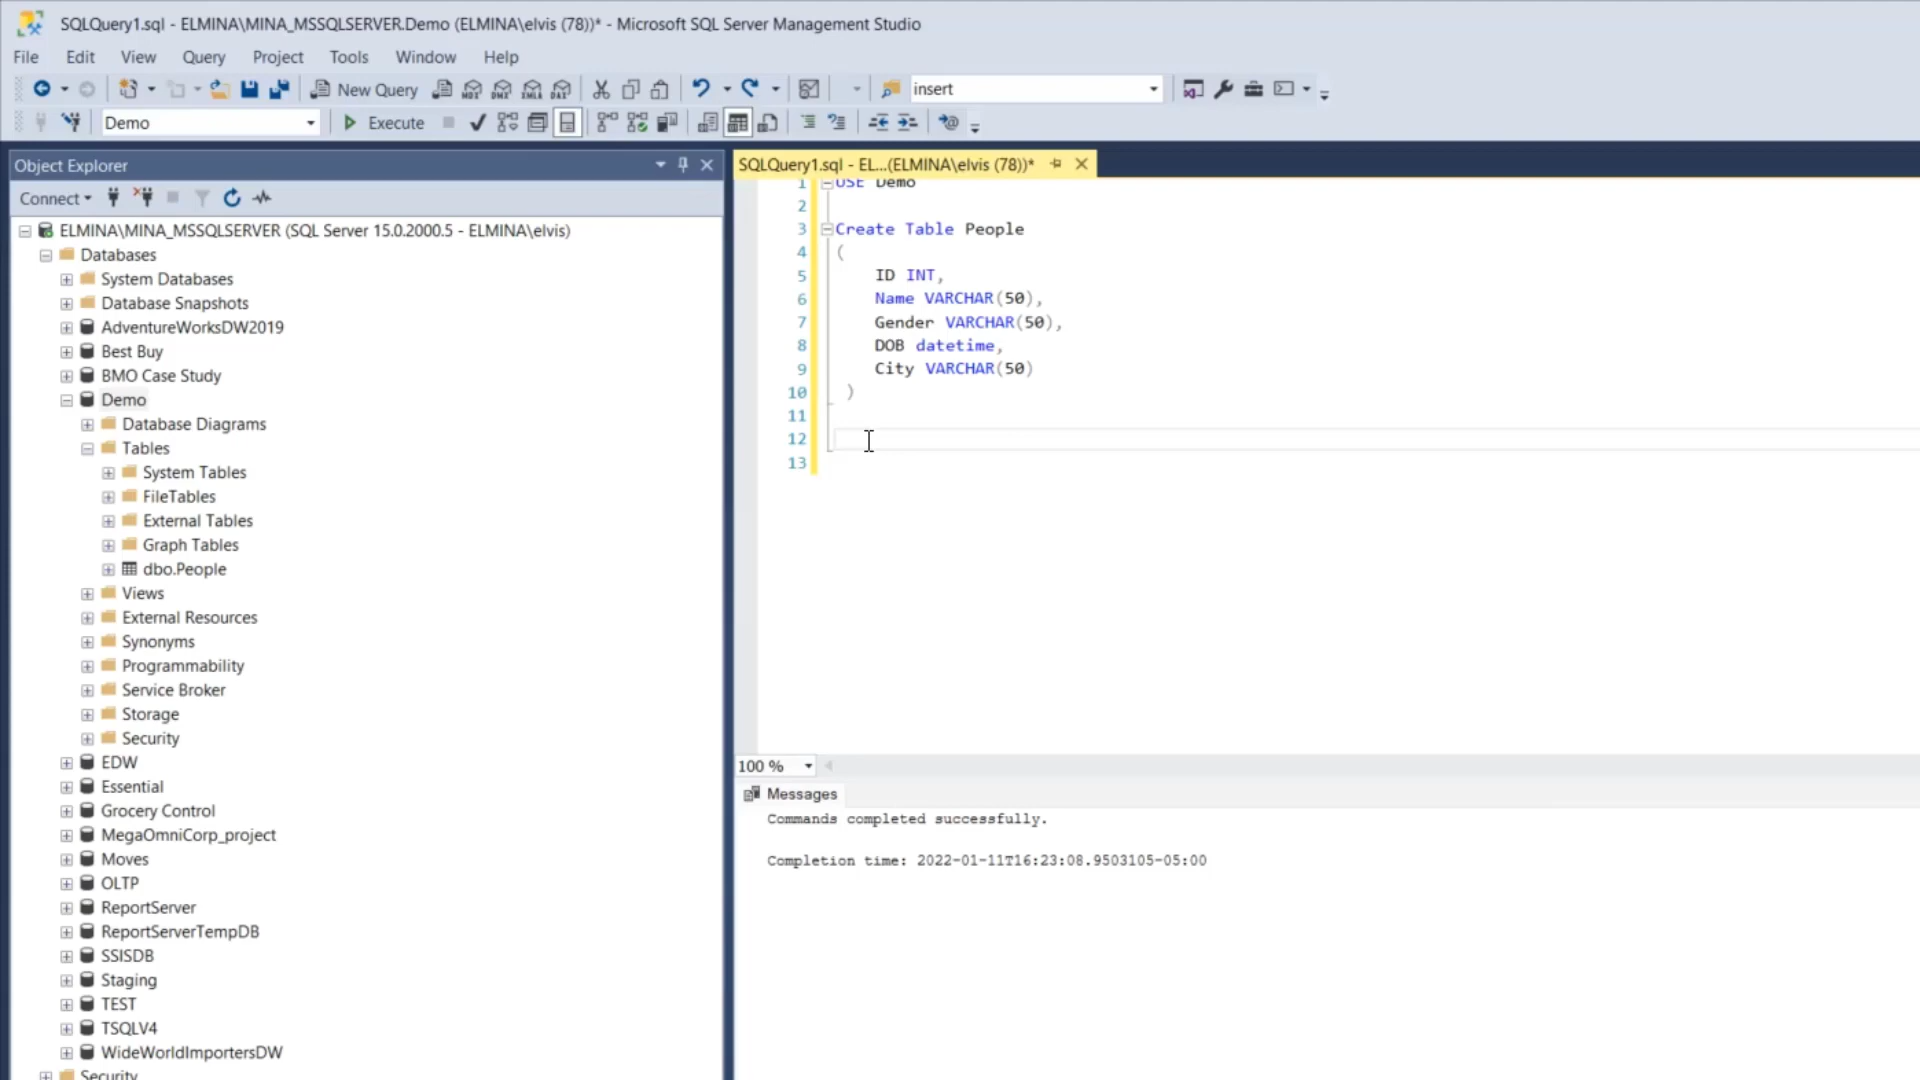 SQLQuery1.sql - ELMINA\MINA_MSSQLSERVER.Demo (ELMINA\elvis (78))* - Microsoft SQL Server Management Studio
File Edit View Query Project Tools Window Help
New Query MDX DMX XMLA DAX insert
Demo Execute
Object Explorer
Connect
ELMINA\MINA_MSSQLSERVER (SQL Server 15.0.2000.5 - ELMINA\elvis)
Databases
System Databases
Database Snapshots
AdventureWorksDW2019
Best Buy
BMO Case Study
Demo
Database Diagrams
Tables
System Tables
FileTables
External Tables
Graph Tables
dbo.People
Views
External Resources
Synonyms
Programmability
Service Broker
Storage
Security
EDW
Essential
Grocery Control
MegaOmniCorp_project
Moves
OLTP
ReportServer
ReportServerTempDB
SSISDB
Staging
TEST
TSQLV4
WideWorldImportersDW
Security
SQLQuery1.sql - EL...(ELMINA\elvis (78))*
1 USE Demo
2
3 Create Table People
4 (
5 ID INT,
6 Name VARCHAR(50),
7 Gender VARCHAR(50),
8 DOB datetime,
9 City VARCHAR(50)
10 )
11
12
13
100 %
Messages
Commands completed successfully.
Completion time: 2022-01-11T16:23:08.9503105-05:00